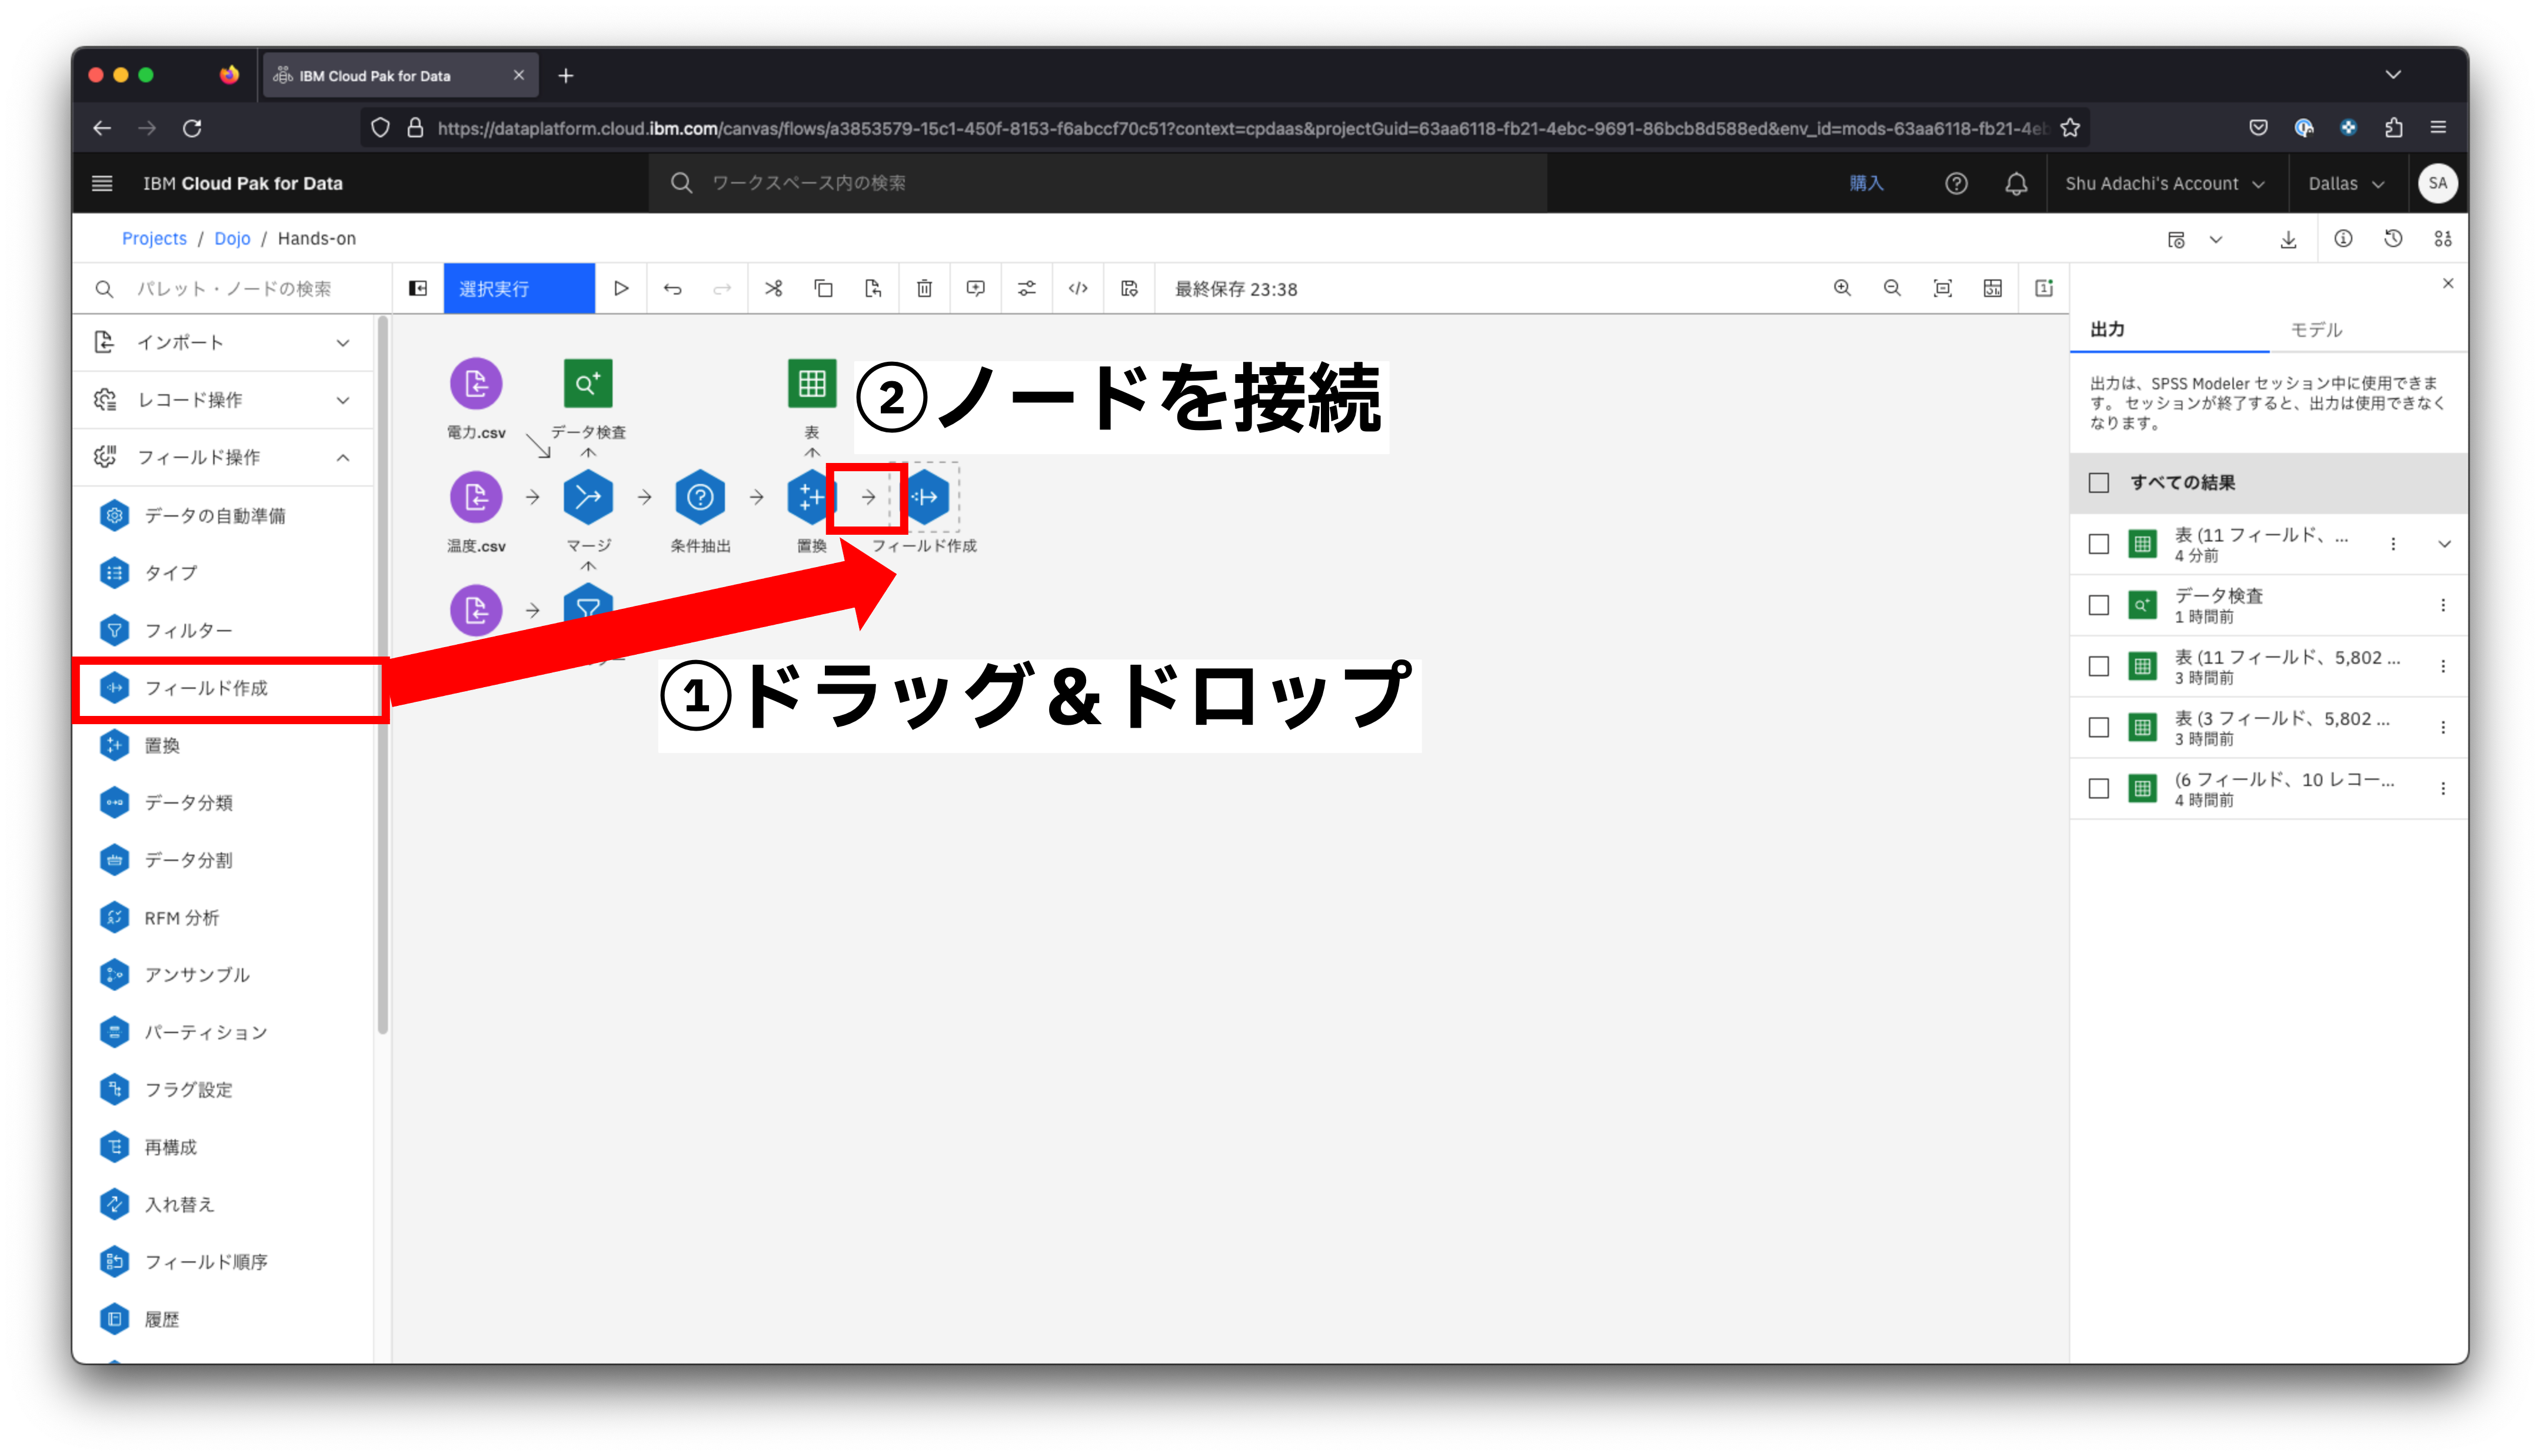 IBM Cloud Pak for Data
https://dataplatform.cloud.ibm.com/canvas/flows/a3853579-15c1-450f-8153-f6abccf70c51?context=cpdaas&projectGuid=63aa6118-fb21-4ebc-9691-86bcb8d588ed&env_id=mods-63aa6118-fb21-4eb
IBM Cloud Pak for Data
ワークスペース内の検索
購入
Shu Adachi's Account
Dallas
SA
Projects / Dojo / Hands-on
パレット・ノードの検索
選択実行
最終保存 23:38
インポート
レコード操作
フィールド操作
データの自動準備
タイプ
フィルター
フィールド作成
置換
データ分類
データ分割
RFM 分析
アンサンブル
パーティション
フラグ設定
再構成
入れ替え
フィールド順序
履歴
電力.csv
データ検査
表
②ノードを接続
温度.csv
マージ
条件抽出
置換
フィールド作成
①ドラッグ＆ドロップ
出力
モデル
出力は、SPSS Modeler セッション中に使用できま
す。 セッションが終了すると、出力は使用できなく
なります。
すべての結果
表 (11 フィールド、...
4 分前
データ検査
1 時間前
表 (11 フィールド、5,802 ...
3 時間前
表 (3 フィールド、5,802 ...
3 時間前
(6 フィールド、10 レコー...
4 時間前